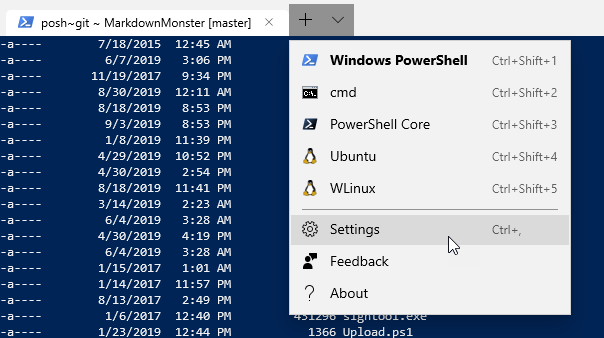 posh~git ~ MarkdownMonster [master]
-a---- 7/18/2015 12:45 AM
-a---- 6/7/2019 3:06 PM
-a---- 11/19/2017 9:34 PM
-a---- 8/30/2019 12:11 AM
-a---- 8/18/2019 8:53 PM
-a---- 9/3/2019 8:53 PM
-a---- 1/8/2019 11:39 PM
-a---- 4/29/2019 10:52 PM
-a---- 4/30/2019 2:54 PM
-a---- 8/18/2019 11:41 PM
-a---- 3/14/2019 2:23 AM
-a---- 6/4/2019 3:28 AM
-a---- 4/30/2019 4:19 PM
-a---- 6/4/2019 3:28 AM
-a---- 1/15/2017 1:01 AM
-a---- 1/14/2017 11:57 PM
-a---- 8/13/2017 2:49 PM
-a---- 1/6/2017 12:40 PM 431296 signtool.exe
-a---- 1/23/2019 12:44 PM 1366 Upload.ps1
Windows PowerShell Ctrl+Shift+1
cmd Ctrl+Shift+2
PowerShell Core Ctrl+Shift+3
Ubuntu Ctrl+Shift+4
WLinux Ctrl+Shift+5
Settings Ctrl+,
Feedback
About